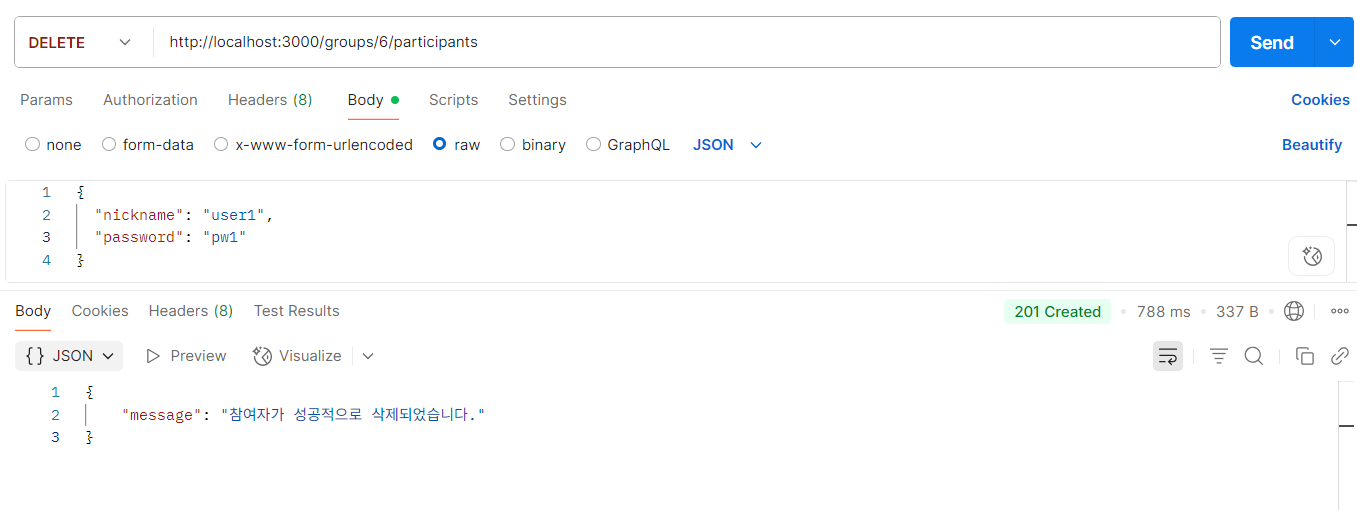 DELETE http://localhost:3000/groups/6/participants Send
Params Authorization Headers (8) Body Scripts Settings Cookies
none form-data x-www-form-urlencoded raw binary GraphQL JSON Beautify
1 {
2 "nickname": "user1",
3 "password": "pw1"
4 }
Body Cookies Headers (8) Test Results 201 Created 788 ms 337 B
{} JSON Preview Visualize
1 {
2 "message": "참여자가 성공적으로 삭제되었습니다."
3 }